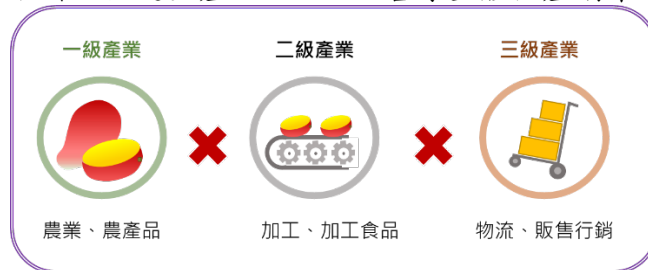 一級產業
二級產業
三級產業
農業、農產品
加工、加工食品
物流、販售行銷